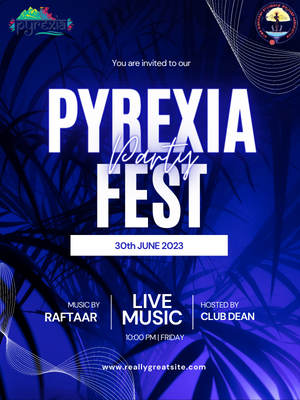 pyrexia
You are invited to our
PYREXIA
Party
FEST
30th JUNE 2023
MUSIC BY
RAFTAAR
LIVE
MUSIC
10:00 PM | FRIDAY
HOSTED BY
CLUB DEAN
www.reallygreatsite.com